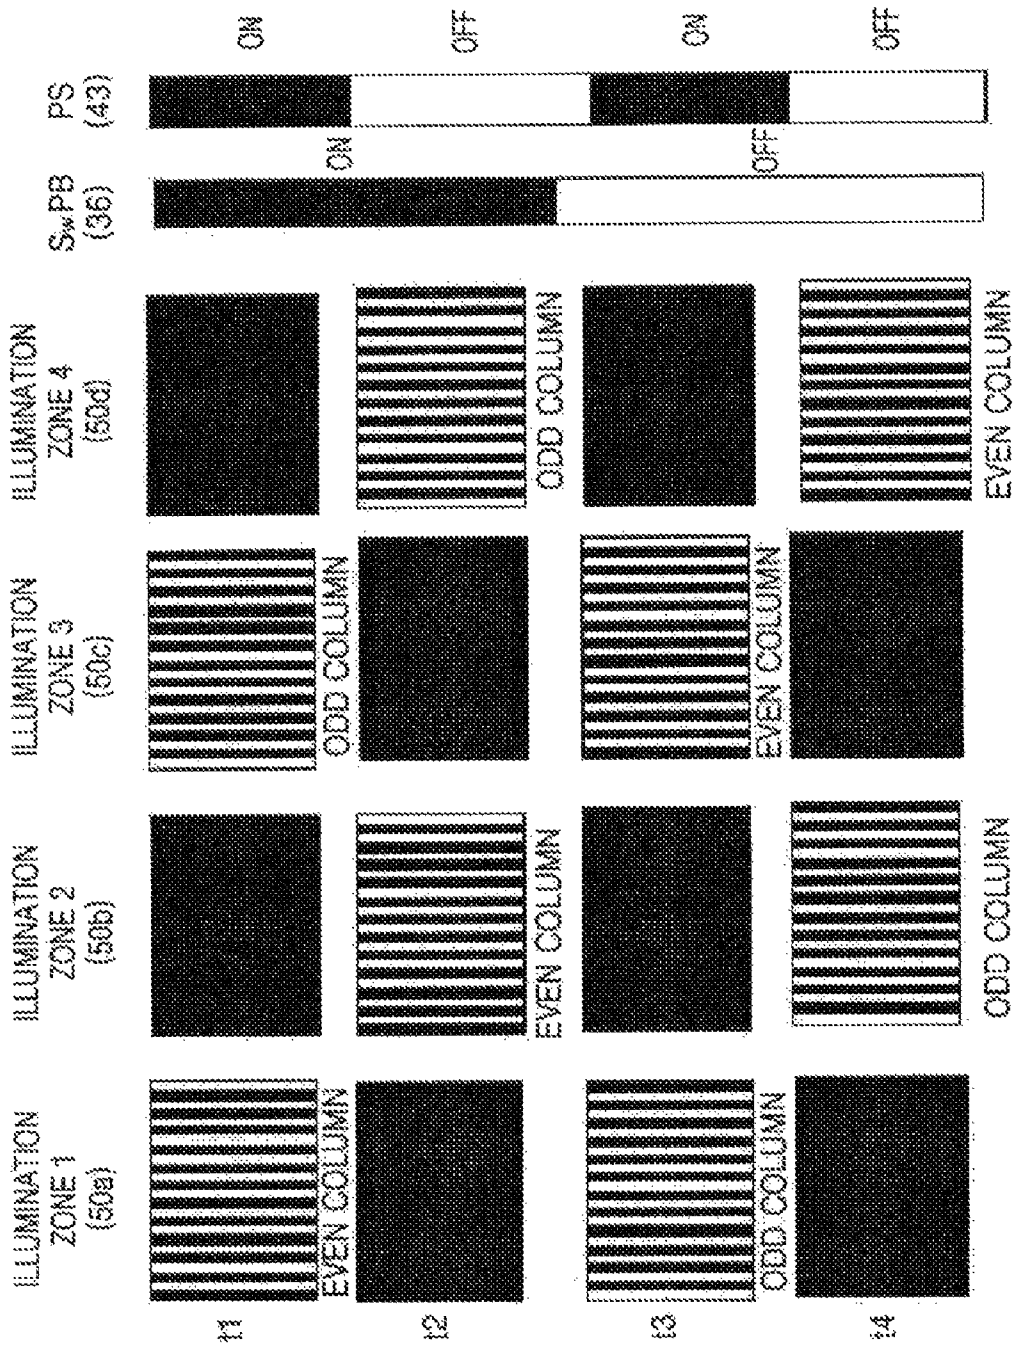 ILLUMINATION
ZONE 1
(50a)
ILLUMINATION
ZONE 2
(50b)
ILLUMINATION
ZONE 3
(50c)
ILLUMINATION
ZONE 4
(50d)
SwPB
(36)
PS
(43)
t1
EVEN COLUMN
ODD COLUMN
ON
ON
t2
EVEN COLUMN
ODD COLUMN
OFF
t3
ODD COLUMN
EVEN COLUMN
OFF
ON
t4
ODD COLUMN
EVEN COLUMN
OFF